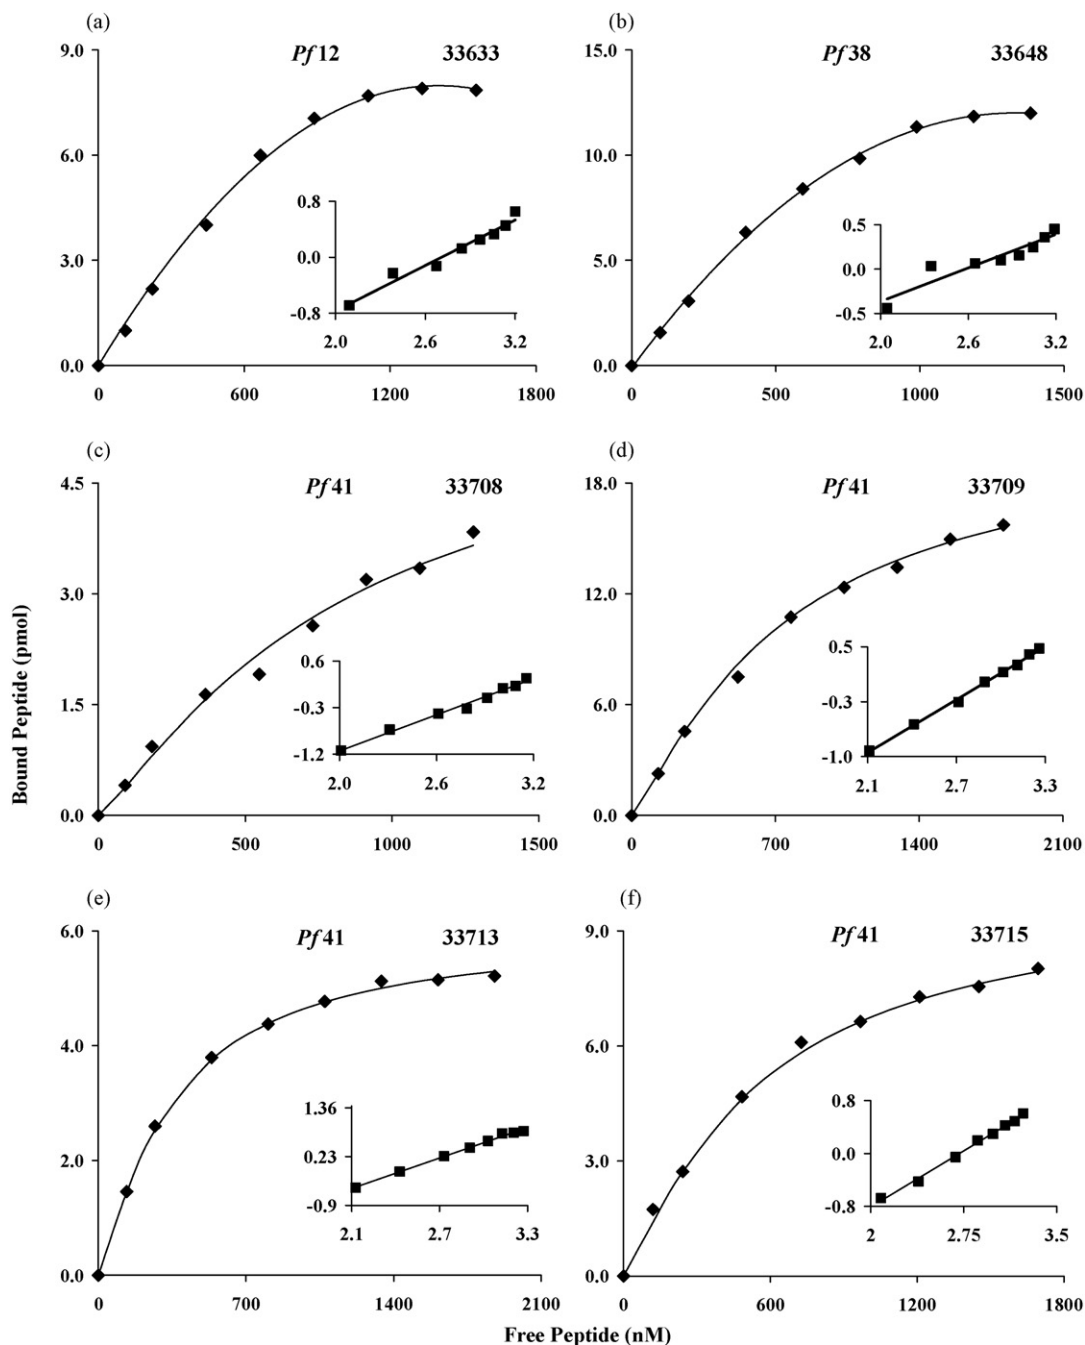 (a)
Pf12 33633
9.0
6.0
3.0
0.0
0 600 1200 1800
0.8
0.0
-0.8
2.0 2.6 3.2
(b)
Pf38 33648
15.0
10.0
5.0
0.0
0 500 1000 1500
0.5
0.0
-0.5
2.0 2.6 3.2
(c)
Pf41 33708
4.5
3.0
1.5
0.0
0 500 1000 1500
0.6
-0.3
-1.2
2.0 2.6 3.2
(d)
Pf41 33709
18.0
12.0
6.0
0.0
0 700 1400 2100
0.5
-0.3
-1.0
2.1 2.7 3.3
(e)
Pf41 33713
6.0
4.0
2.0
0.0
0 700 1400 2100
1.36
0.23
-0.9
2.1 2.7 3.3
(f)
Pf41 33715
9.0
6.0
3.0
0.0
0 600 1200 1800
0.8
0.0
-0.8
2 2.75 3.5
Bound Peptide (pmol)
Free Peptide (nM)